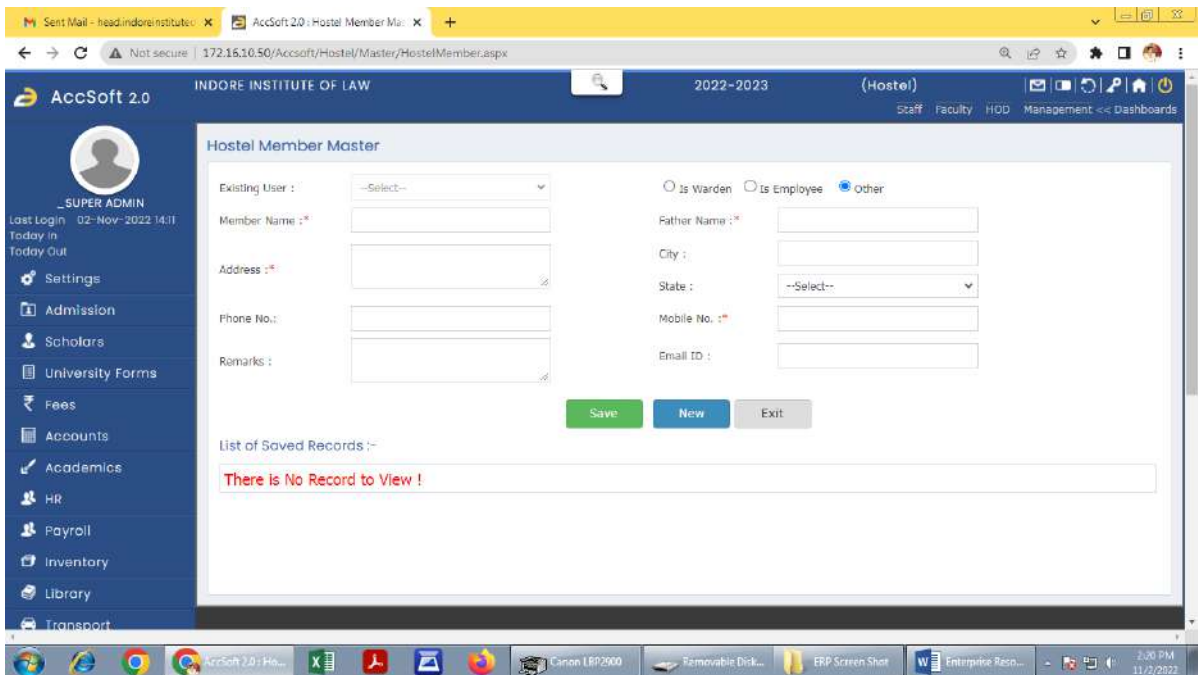 Sent Mail - head.indoreinstituteo
AccSoft 2.0 : Hostel Member Ma
Not secure 172.16.10.50/Accsoft/Hostel/Master/HostelMember.aspx
AccSoft 2.0
INDORE INSTITUTE OF LAW
2022-2023
(Hostel)
Staff Faculty HOD Management << Dashboards
_SUPER ADMIN
Last Login 02-Nov-2022 14:11
Today In
Today Out
Settings
Admission
Scholars
University Forms
Fees
Accounts
Academics
HR
Payroll
Inventory
Library
Transport
Hostel Member Master
Existing User : --Select-- Is Warden Is Employee Other
Member Name :* Father Name :*
City :
Address :*
State : --Select--
Phone No.: Mobile No. :*
Remarks : Email ID :
Save New Exit
List of Saved Records :-
There is No Record to View !
AccSoft 2.0 : Ho... Canon LBP2900 Removable Disk... ERP Screen Shot Enterprise Reso... 2:20 PM
11/2/2022